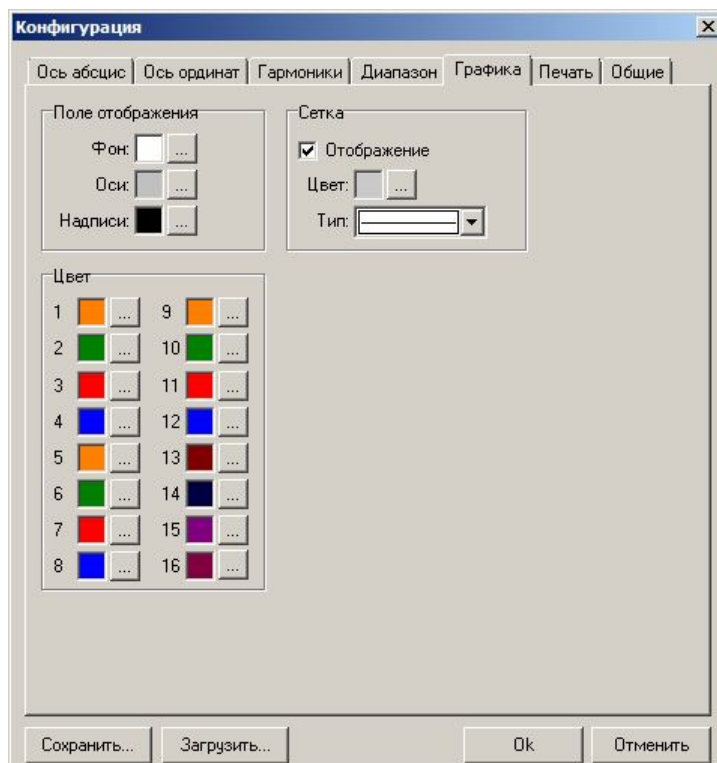 Конфигурация
Ось абсцис Ось ординат Гармоники Диапазон Графика Печать Общие
Поле отображения
Фон: ...
Оси: ...
Надписи: ...
Сетка
Отображение
Цвет: ...
Тип:
Цвет
1 ... 9 ...
2 ... 10 ...
3 ... 11 ...
4 ... 12 ...
5 ... 13 ...
6 ... 14 ...
7 ... 15 ...
8 ... 16 ...
Сохранить... Загрузить... Ok Отменить